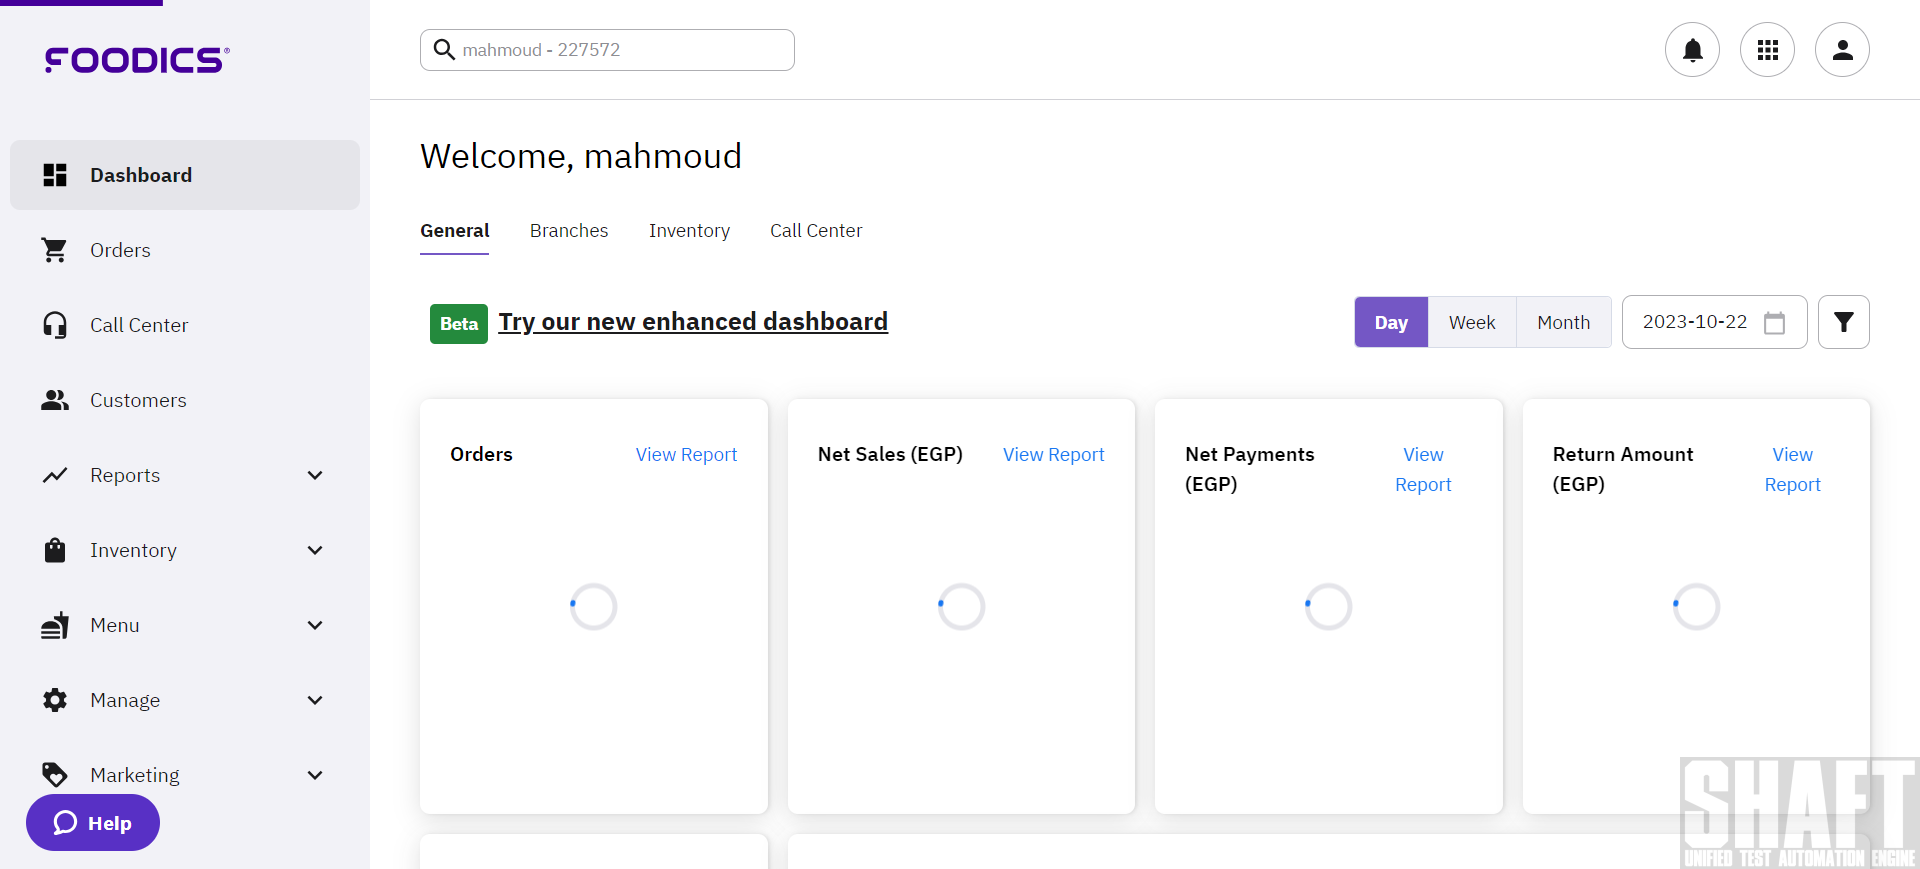 FOODICS®
mahmoud - 227572
Dashboard
Orders
Call Center
Customers
Reports
Inventory
Menu
Manage
Marketing
Help
Welcome, mahmoud
General Branches Inventory Call Center
Beta Try our new enhanced dashboard
Day Week Month 2023-10-22
Orders View Report
Net Sales (EGP) View Report
Net Payments
(EGP)
View
Report
Return Amount
(EGP)
View
Report
SHAFT
UNIFIED TEST AUTOMATION ENGINE